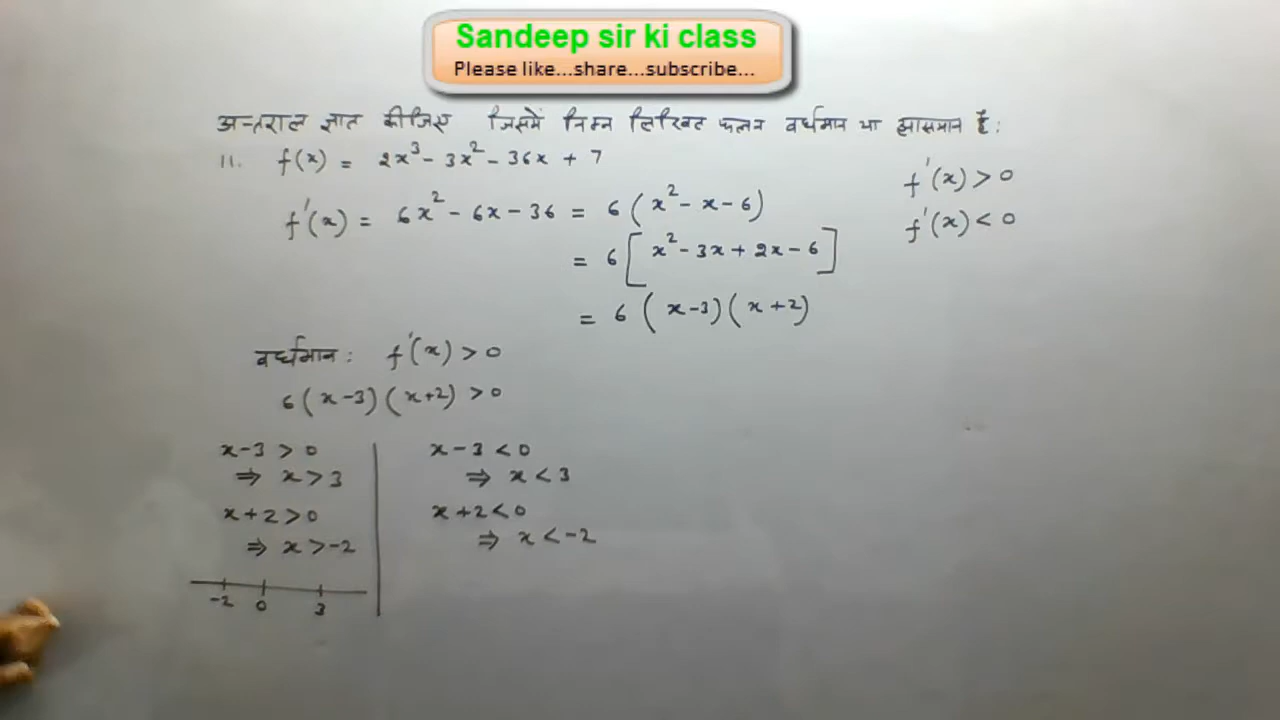 Sandeep sir ki class
Please like...share...subscribe...
अन्तराल ज्ञात कीजिए जिसमें निम्न लिखित फलन वर्धमान या ह्रासमान है:
11. f(x) = 2x³ - 3x² - 36x + 7
f'(x) > 0
f'(x) = 6x² - 6x - 36 = 6(x² - x - 6)
f'(x) < 0
= 6[x² - 3x + 2x - 6]
= 6(x-3)(x+2)
वर्धमान: f'(x) > 0
6(x-3)(x+2) > 0
x-3 > 0
⇒ x > 3
x+2 > 0
⇒ x > -2
-2 0 3
x-3 < 0
⇒ x < 3
x+2 < 0
⇒ x < -2